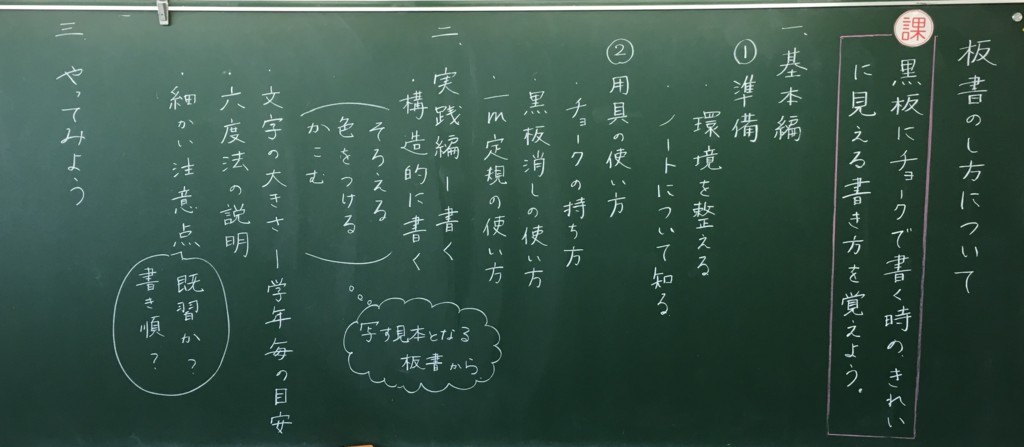 板書のし方について
課
黒板にチョークで書く時の、きれい
に見える書き方を覚えよう。
一、基本編
①準備
・環境を整える
・ノートについて知る
②用具の使い方
・チョークの持ち方
・黒板消しの使い方
・一m定規の使い方
二、実践編ー書く
・構造的に書く
そろえる
色をつける
かこむ
写す見本となる
板書から
・文字の大きさー学年毎の目安
・六度法の説明
・細かい注意点
既習か？
書き順？
三 やってみよう